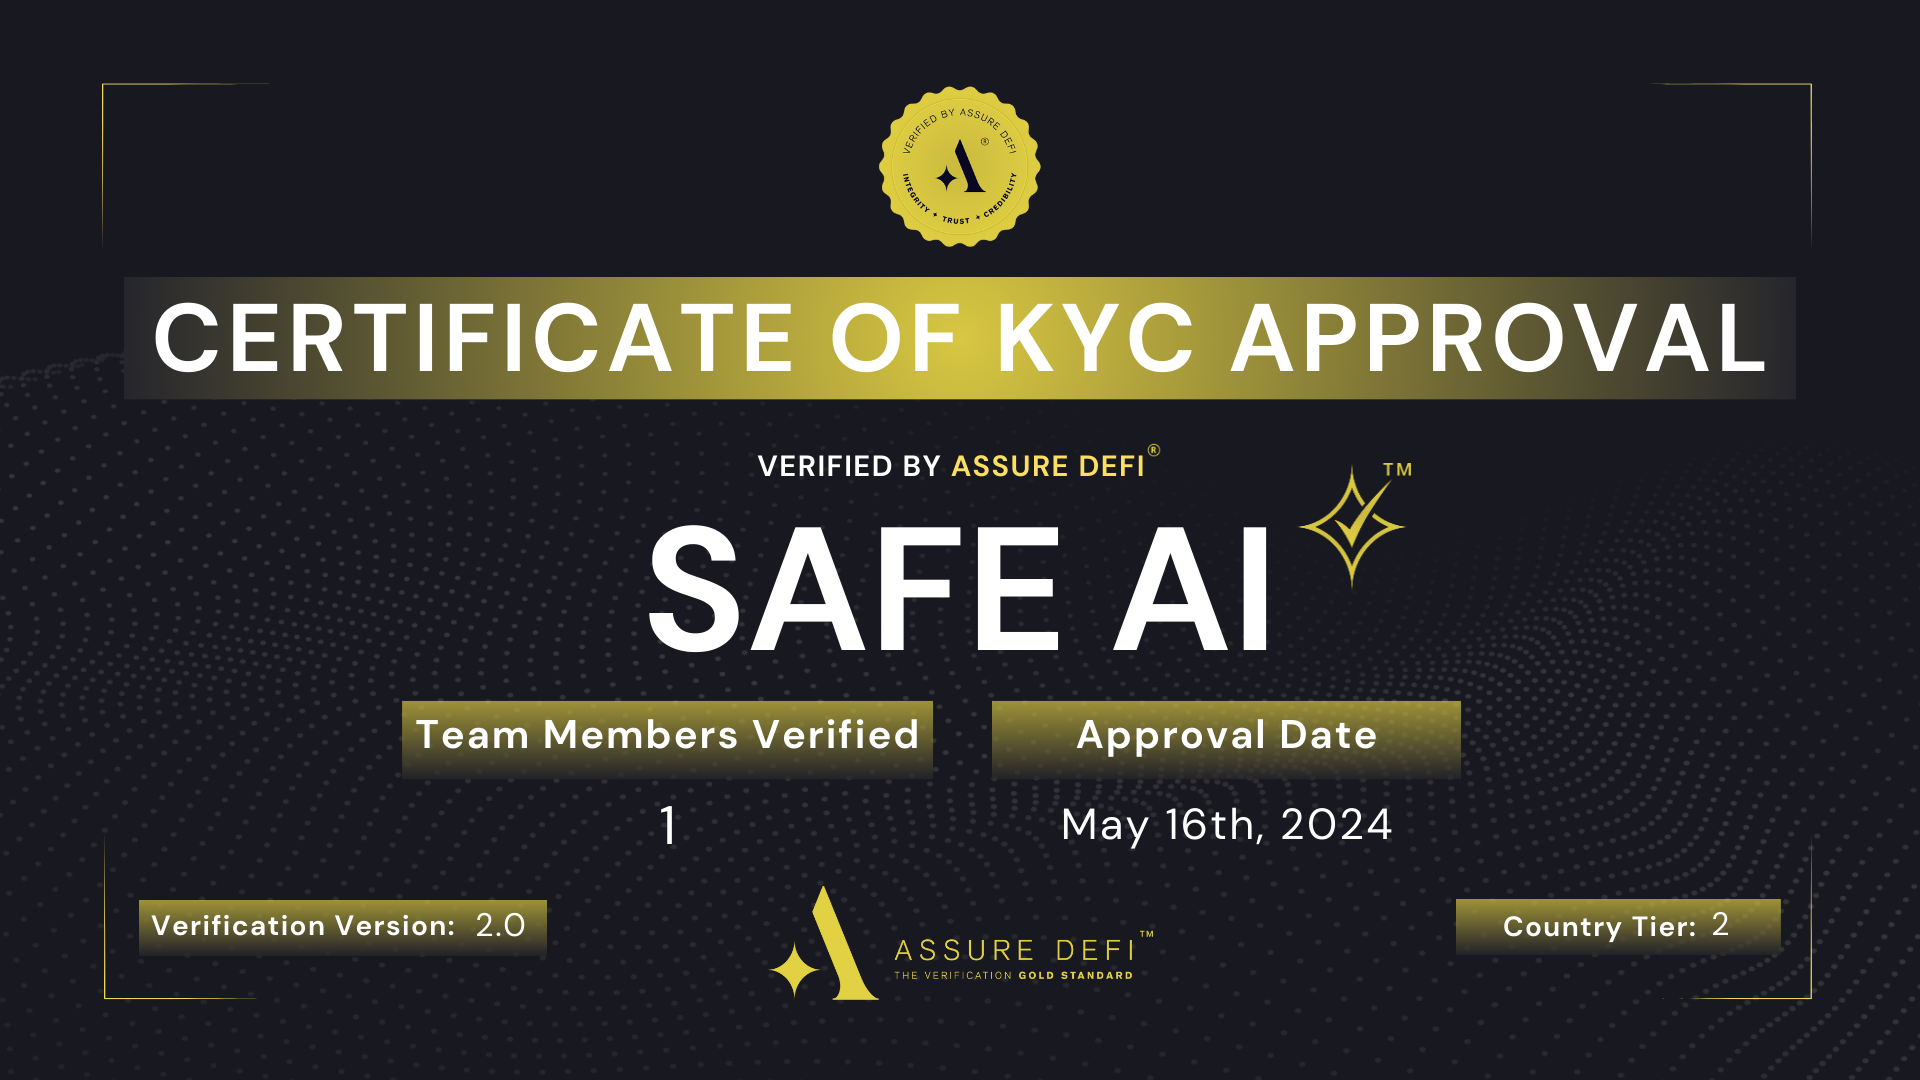 VERIFIED BY ASSURE DEFI
®
INTEGRITY ✦ TRUST ✦ CREDIBILITY
CERTIFICATE OF KYC APPROVAL
VERIFIED BY ASSURE DEFI®
TM
SAFE AI
Team Members Verified
Approval Date
1
May 16th, 2024
Verification Version: 2.0
ASSURE DEFI™
THE VERIFICATION GOLD STANDARD
Country Tier: 2